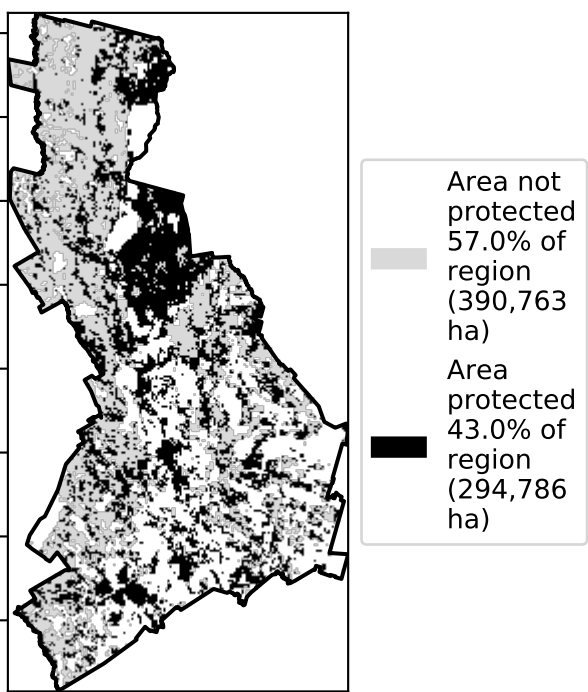 Area not
protected
57.0% of
region
(390,763
ha)
Area
protected
43.0% of
region
(294,786
ha)